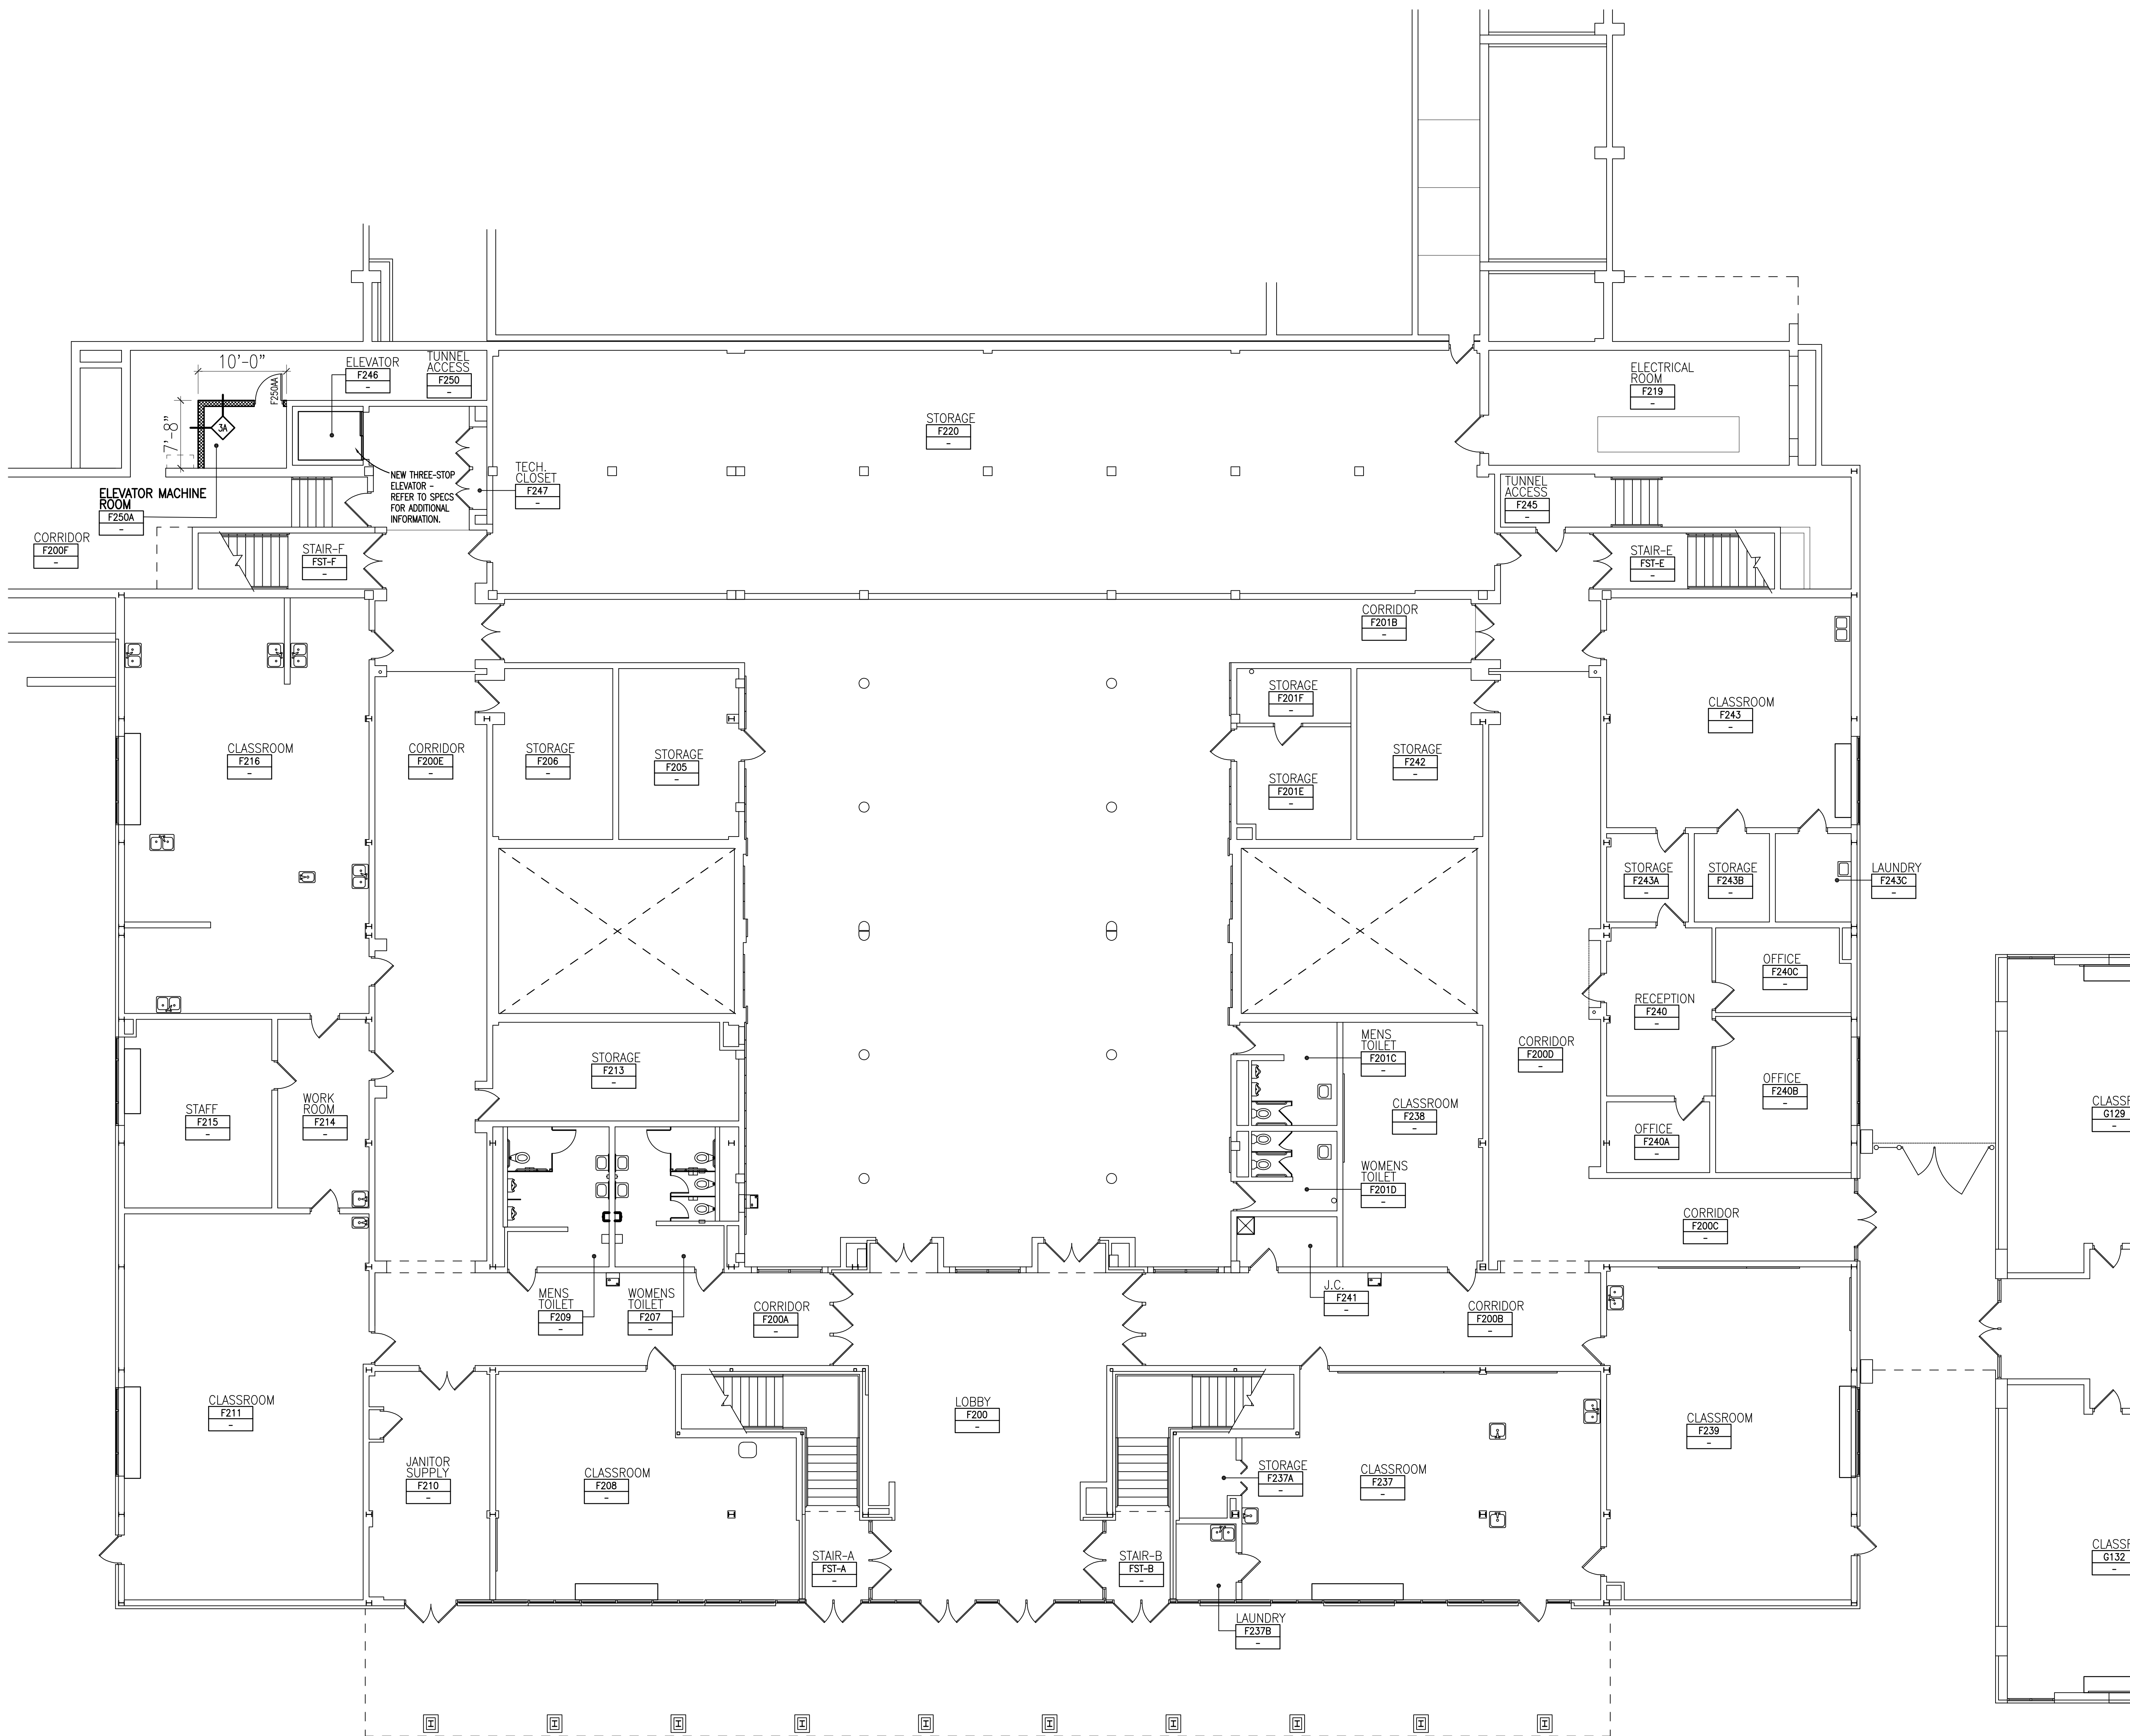 10'-0"
7'-8"
F250AA
3A
ELEVATOR
F246
-
TUNNEL
ACCESS
F250
-
STORAGE
F220
-
ELECTRICAL
ROOM
F219
-
NEW THREE-STOP
ELEVATOR -
REFER TO SPECS
FOR ADDITIONAL
INFORMATION.
TECH.
CLOSET
F247
-
ELEVATOR MACHINE
ROOM
F250A
-
TUNNEL
ACCESS
F245
-
CORRIDOR
F200F
-
STAIR-F
FST-F
-
STAIR-E
FST-E
-
CORRIDOR
F201B
-
STORAGE
F201F
-
CLASSROOM
F243
-
CLASSROOM
F216
-
CORRIDOR
F200E
-
STORAGE
F206
-
STORAGE
F205
-
STORAGE
F201E
-
STORAGE
F242
-
STORAGE
F243A
-
STORAGE
F243B
-
LAUNDRY
F243C
-
OFFICE
F240C
-
RECEPTION
F240
-
MENS
TOILET
F201C
-
CORRIDOR
F200D
-
STORAGE
F213
-
OFFICE
F240B
-
STAFF
F215
-
WORK
ROOM
F214
-
CLASSROOM
F238
-
OFFICE
F240A
-
CLASSR
G129
-
WOMENS
TOILET
F201D
-
CORRIDOR
F200C
-
MENS
TOILET
F209
-
WOMENS
TOILET
F207
-
CORRIDOR
F200A
-
J.C.
F241
-
CORRIDOR
F200B
-
CLASSROOM
F211
-
LOBBY
F200
-
CLASSROOM
F239
-
JANITOR
SUPPLY
F210
-
CLASSROOM
F208
-
STORAGE
F237A
-
CLASSROOM
F237
-
STAIR-A
FST-A
-
STAIR-B
FST-B
-
CLASSR
G132
-
LAUNDRY
F237B
-